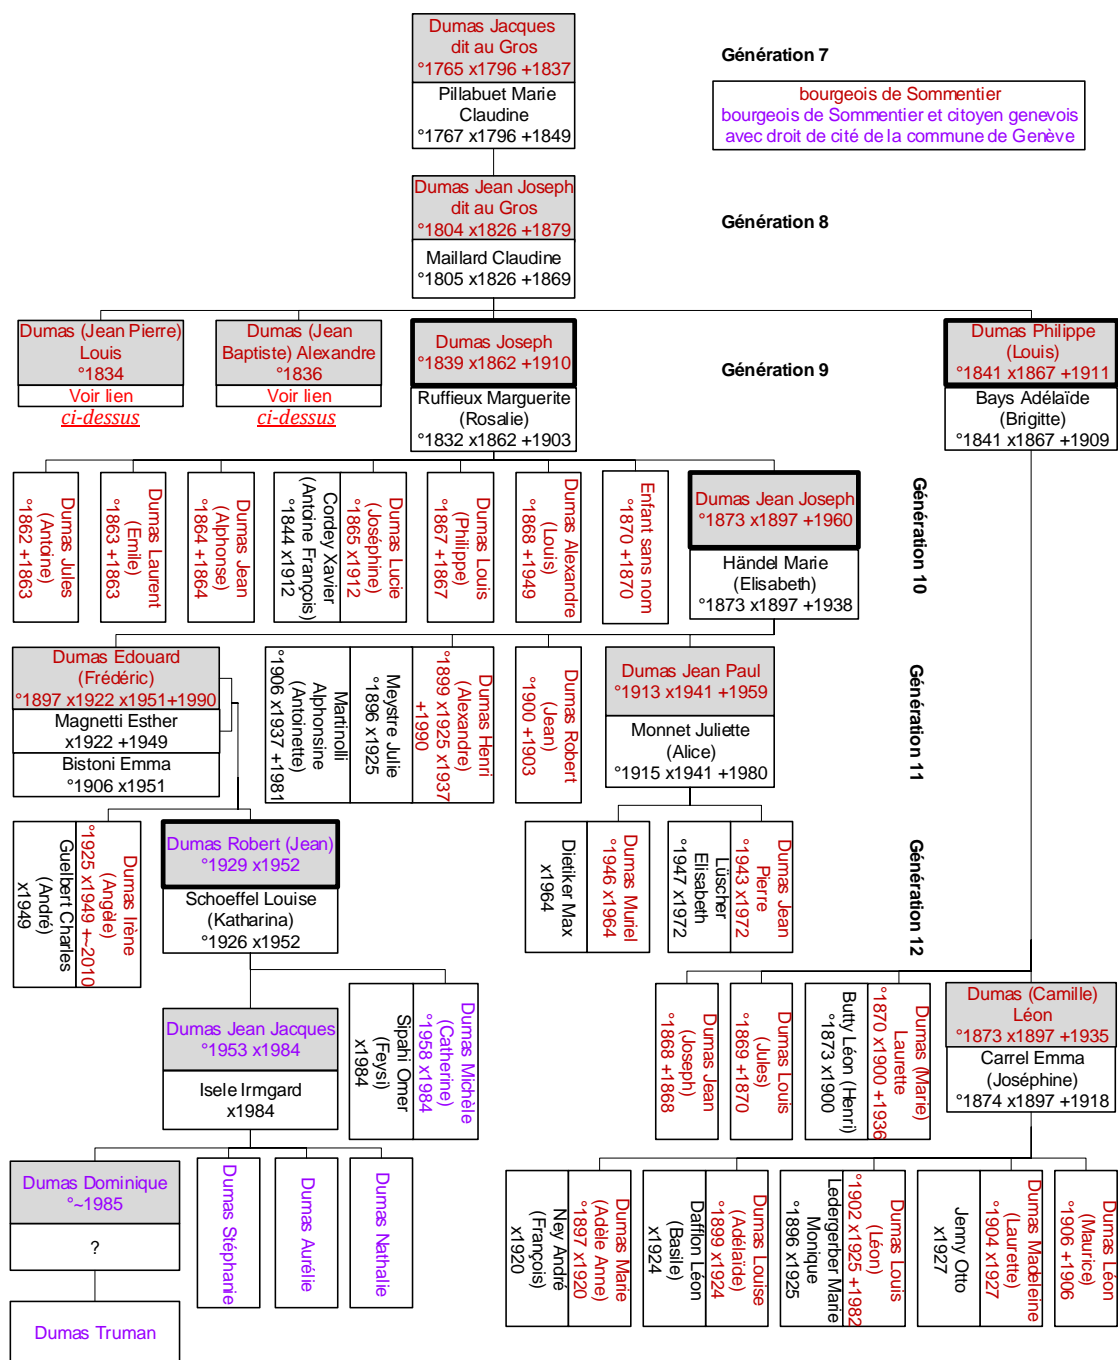 Dumas Jacques
dit au Gros
°1765 x1796 +1837
Pillabuet Marie
Claudine
°1767 x1796 +1849
Génération 7
bourgeois de Sommentier
bourgeois de Sommentier et citoyen genevois
avec droit de cité de la commune de Genève
Dumas Jean Joseph
dit au Gros
°1804 x1826 +1879
Maillard Claudine
°1805 x1826 +1869
Génération 8
Dumas (Jean Pierre)
Louis
°1834
Voir lien
ci-dessus
Dumas (Jean
Baptiste) Alexandre
°1836
Voir lien
ci-dessus
Dumas Joseph
°1839 x1862 +1910
Ruffieux Marguerite
(Rosalie)
°1832 x1862 +1903
Génération 9
Dumas Philippe
(Louis)
°1841 x1867 +1911
Bays Adélaïde
(Brigitte)
°1841 x1867 +1909
Dumas Jules
(Antoine)
°1862 +1863
Dumas Laurent
(Emile)
°1863 +1863
Dumas Jean
(Alphonse)
°1864 +1864
Dumas Lucie
(Joséphine)
°1865 x1912
Cordey Xavier
(Antoine François)
°1844 x1912
Dumas Louis
(Philippe)
°1867 +1867
Dumas Alexandre
(Louis)
°1868 +1949
Enfant sans nom
°1870 +1870
Dumas Jean Joseph
°1873 x1897 +1960
Händel Marie
(Elisabeth)
°1873 x1897 +1938
Génération 10
Dumas Edouard
(Frédéric)
°1897 x1922 x1951+1990
Magnetti Esther
x1922 +1949
Bistoni Emma
°1906 x1951
Dumas Henri
(Alexandre)
°1899 x1925 x1937
+1990
Meystre Julie
°1896 x1925
Martinolli
Alphonsine
(Antoinette)
°1906 x1937 +1981
Dumas Robert
(Jean)
°1900 +1903
Dumas Jean Paul
°1913 x1941 +1959
Monnet Juliette
(Alice)
°1915 x1941 +1980
Génération 11
Dumas Irène
(Angèle)
°1925 x1949 +~2010
Guelbert Charles
(André)
x1949
Dumas Robert (Jean)
°1929 x1952
Schoeffel Louise
(Katharina)
°1926 x1952
Dumas Muriel
°1946 x1964
Dietiker Max
x1964
Dumas Jean
Pierre
°1943 x1972
Lüscher
Elisabeth
°1947 x1972
Génération 12
Dumas Jean Jacques
°1953 x1984
Isele Irmgard
x1984
Dumas Michèle
(Catherine)
°1958 x1984
Sipahi Omer
(Feysi)
x1984
Dumas Jean
(Joseph)
°1868 +1868
Dumas Louis
(Jules)
°1869 +1870
Dumas (Marie)
Laurette
°1870 x1900 +1936
Butty Léon (Henri)
°1873 x1900
Dumas (Camille)
Léon
°1873 x1897 +1935
Carrel Emma
(Joséphine)
°1874 x1897 +1918
Dumas Dominique
°~1985
?
Dumas Truman
Dumas Stéphanie
Dumas Aurélie
Dumas Nathalie
Dumas Marie
(Adèle Anne)
°1897 x1920
Ney André
(François)
x1920
Dumas Louise
(Adélaïde)
°1899 x1924
Dafflon Léon
(Basile)
x1924
Dumas Louis
(Léon)
°1902 x1925 +1982
Ledergerber Marie
Monique
°1896 x1925
Dumas Madeleine
(Laurette)
°1904 x1927
Jenny Otto
x1927
Dumas Léon
(Maurice)
°1906 +1906